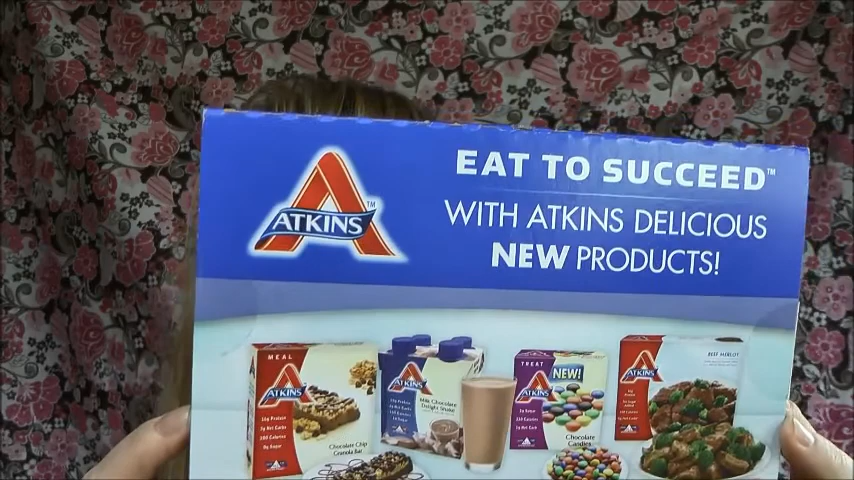 ATKINS™
EAT TO SUCCEED™
WITH ATKINS DELICIOUS
NEW PRODUCTS!
MEAL
ATKINS
Chocolate Chip
Granola Bar
ATKINS
Milk Chocolate
Delight Shake
TREAT
NEW!
ATKINS
Chocolate
Candies
ATKINS
BEEF MERLOT